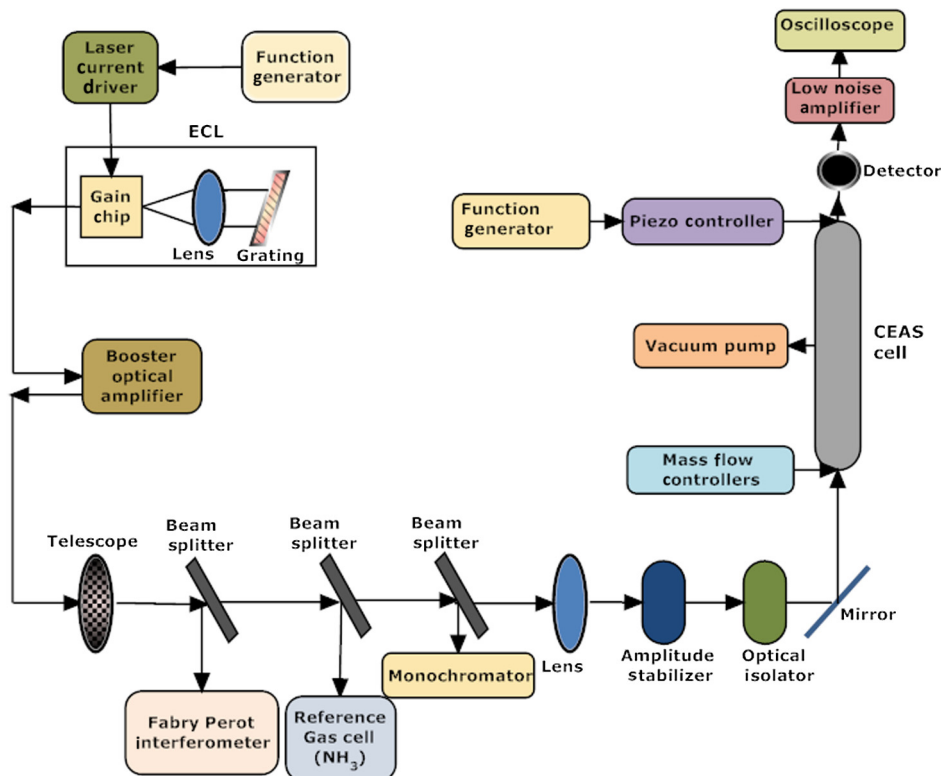 Laser
current
driver
Function
generator
ECL
Gain
chip
Lens
Grating
Booster
optical
amplifier
Oscilloscope
Low noise
amplifier
Detector
Function
generator
Piezo controller
CEAS
cell
Vacuum pump
Mass flow
controllers
Telescope
Beam
splitter
Beam
splitter
Beam
splitter
Lens
Amplitude
stabilizer
Optical
isolator
Mirror
Fabry Perot
interferometer
Reference
Gas cell
(NH₃)
Monochromator